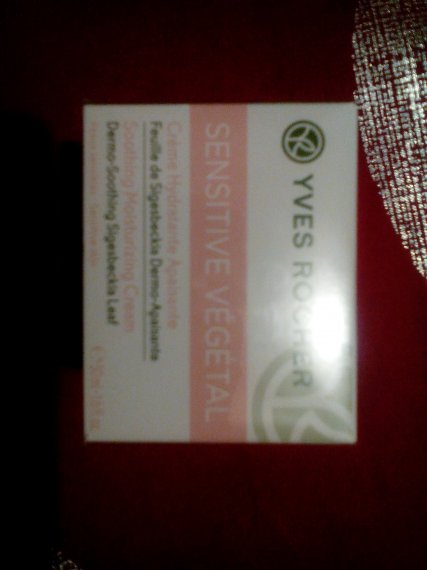 YVES ROCHER
SENSITIVE VÉGÉTAL
Crème Hydratante Apaisante
Feuille de Sigesbeckia Dermo-Apaisante
Soothing Moisturizing Cream
Dermo-Soothing Sigesbeckia Leaf